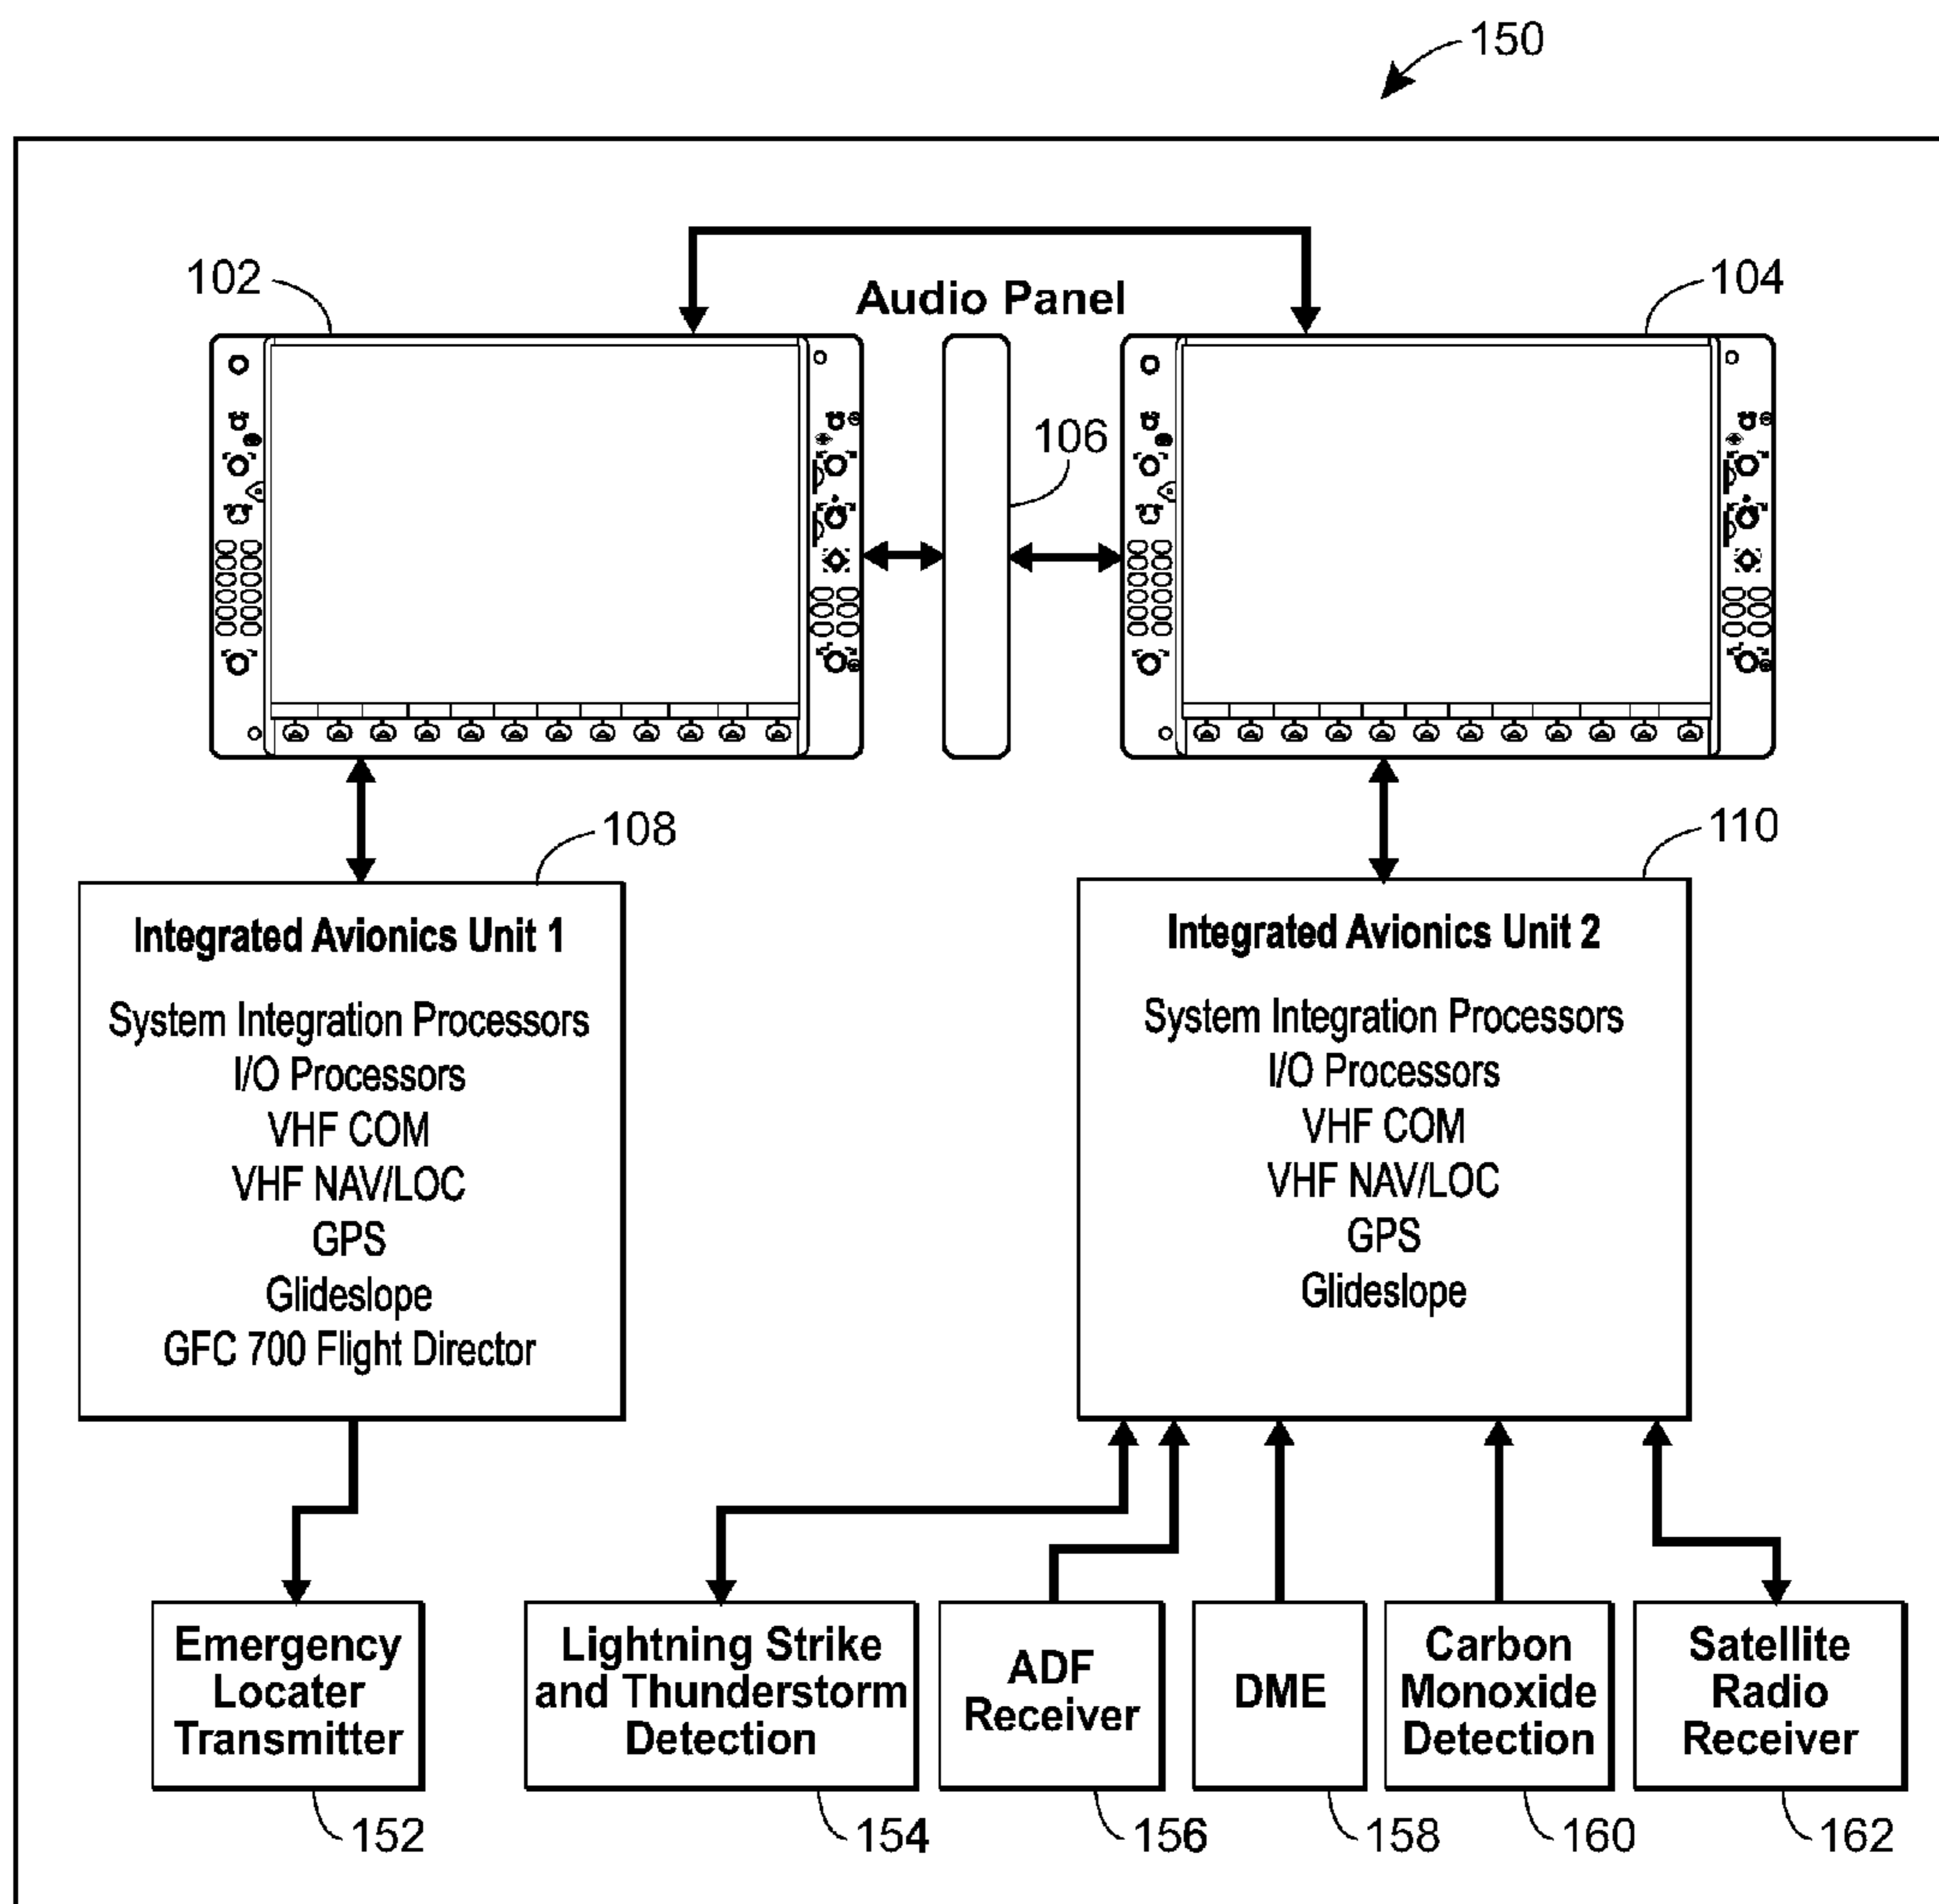 150
102
Audio Panel
104
106
108
110
Integrated Avionics Unit 1
System Integration Processors
I/O Processors
VHF COM
VHF NAV/LOC
GPS
Glideslope
GFC 700 Flight Director
Integrated Avionics Unit 2
System Integration Processors
I/O Processors
VHF COM
VHF NAV/LOC
GPS
Glideslope
Emergency
Locater
Transmitter
Lightning Strike
and Thunderstorm
Detection
ADF
Receiver
DME
Carbon
Monoxide
Detection
Satellite
Radio
Receiver
152
154
156
158
160
162